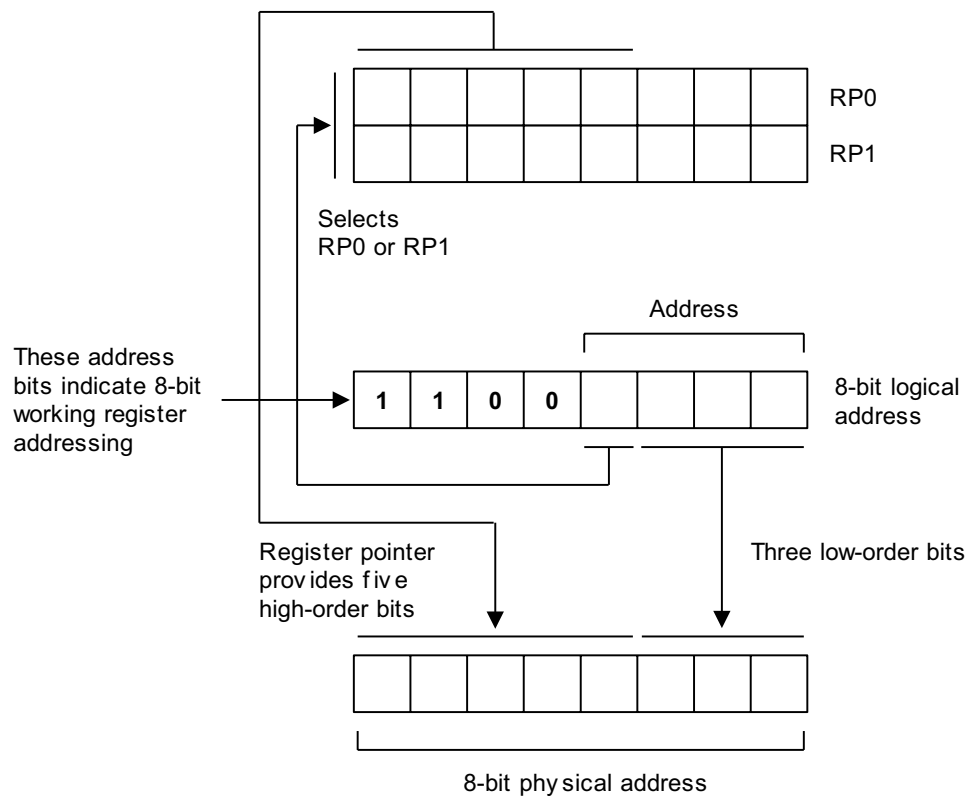 RP0
RP1
Selects
RP0 or RP1
Address
These address
bits indicate 8-bit
working register
addressing
1 1 0 0
8-bit logical
address
Register pointer
provides five
high-order bits
Three low-order bits
8-bit physical address